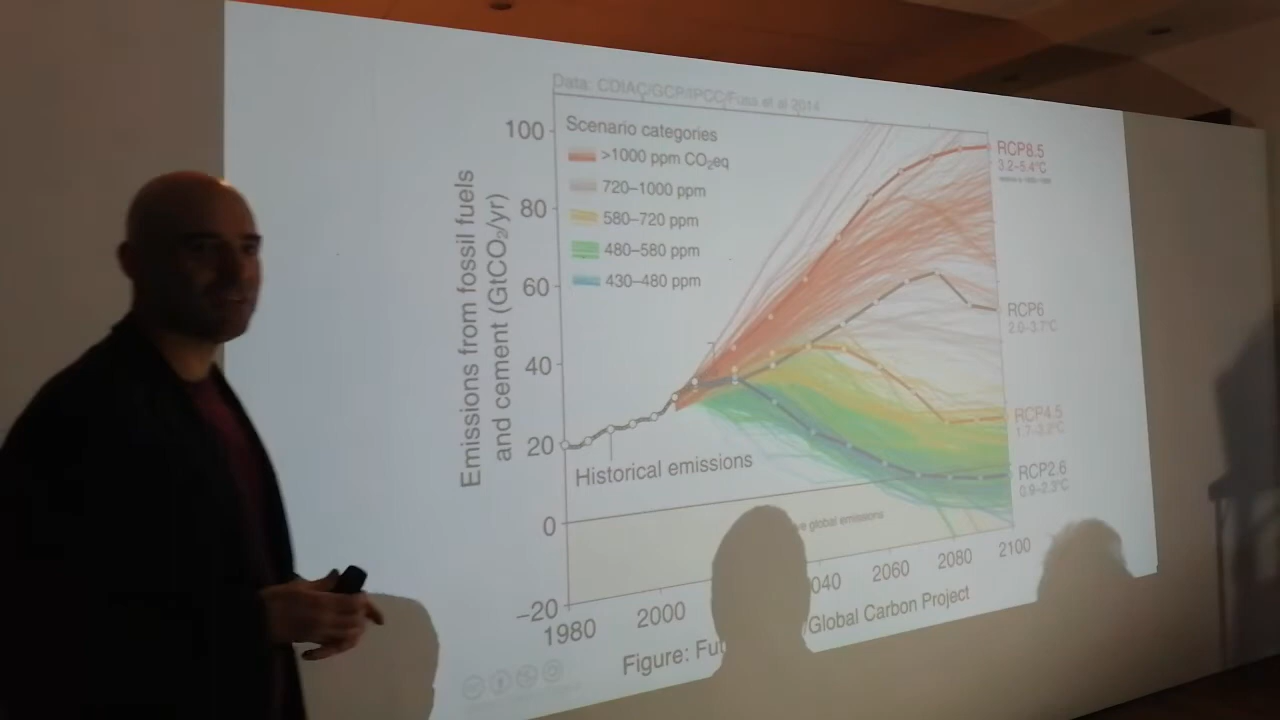 Data: CDIAC/GCP/IPCC/Fuss et al 2014
Scenario categories
>1000 ppm CO₂eq
720–1000 ppm
580–720 ppm
480–580 ppm
430–480 ppm
Emissions from fossil fuels
and cement (GtCO₂/yr)
100
80
60
40
20
0
−20
Historical emissions
RCP8.5
3.2–5.4°C
RCP6
2.0–3.7°C
RCP4.5
1.7–3.2°C
RCP2.6
0.9–2.3°C
global emissions
1980
2000
040
2060
2080
2100
Figure: Fut
Global Carbon Project